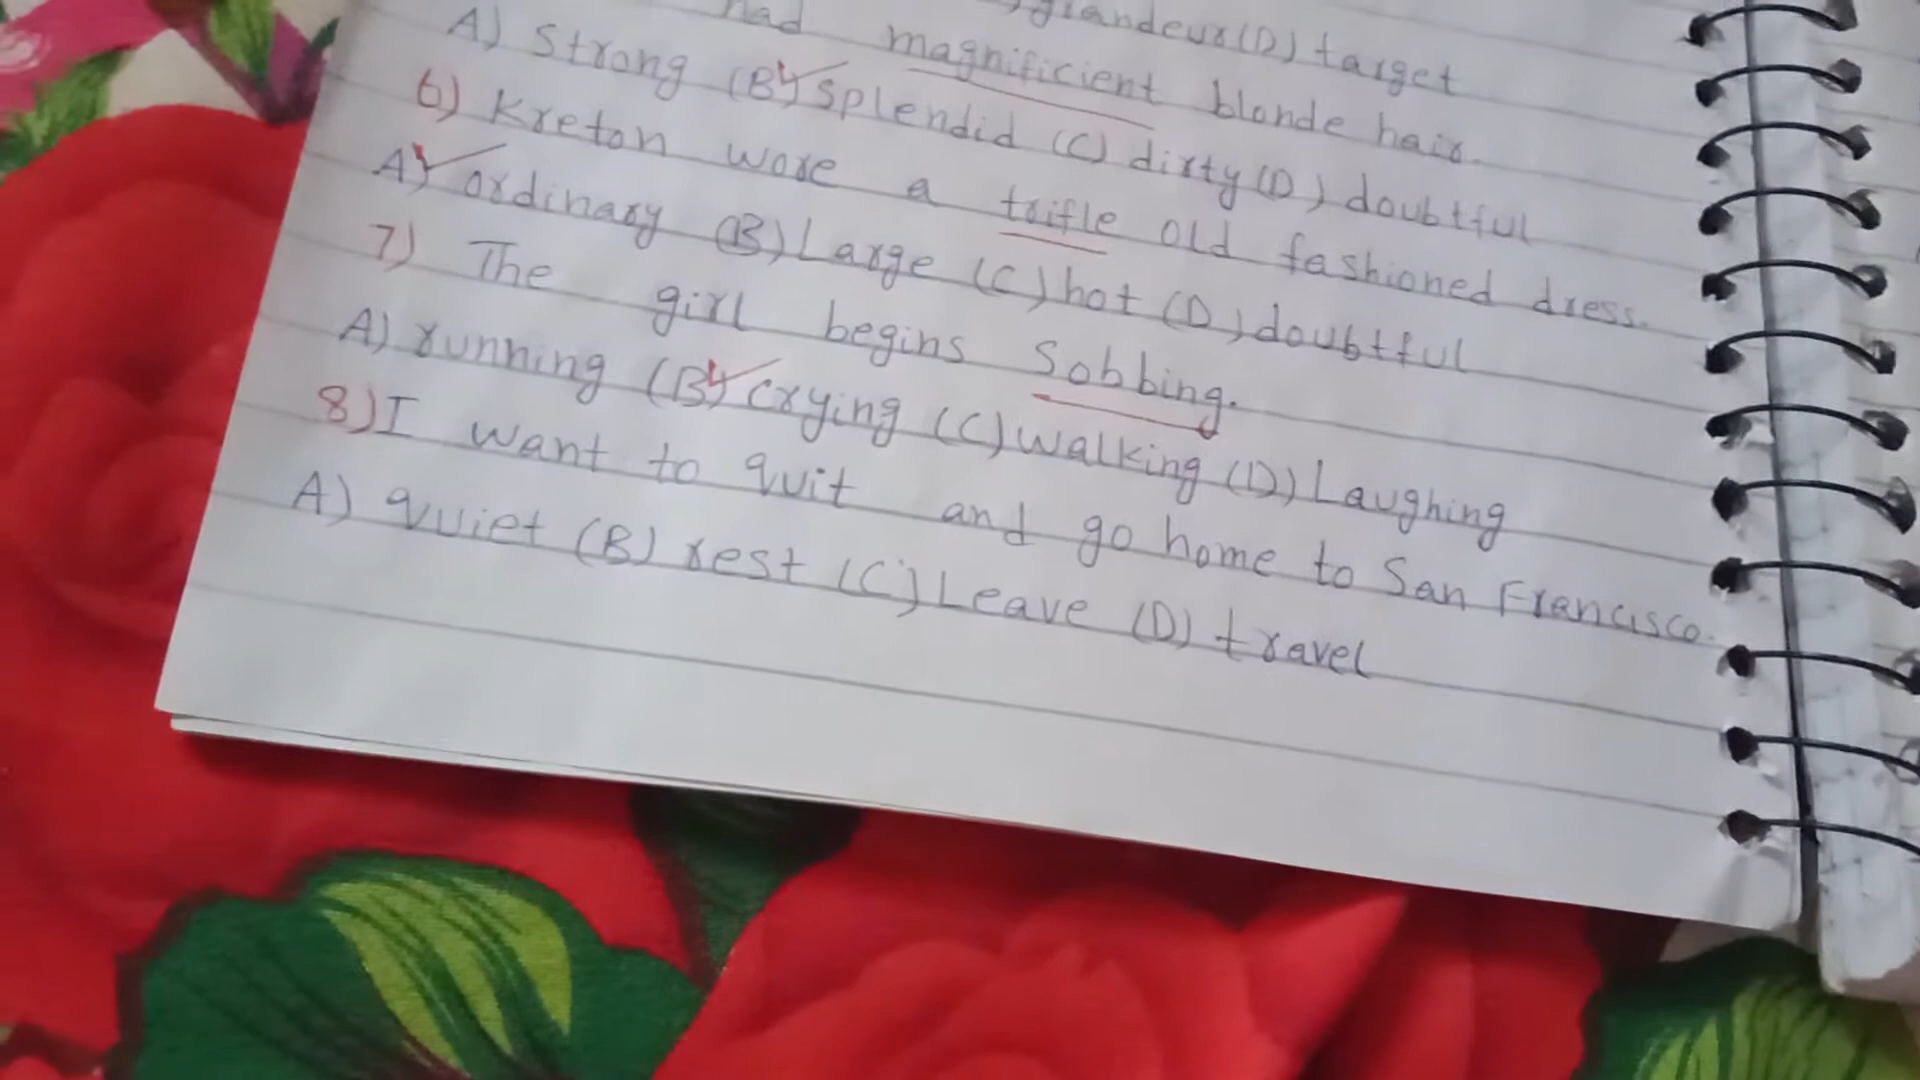 grandeur (D) target
had magnificient blonde hair.
A) Strong (B) splendid (C) dirty (D) doubtful
6) Kreton wore a trifle old fashioned dress.
A) ordinary (B) Large (C) hot (D) doubtful
7) The girl begins Sobbing.
A) running (B) crying (C) walking (D) Laughing
8) I want to quit and go home to San Francisco.
A) quiet (B) rest (C) Leave (D) travel